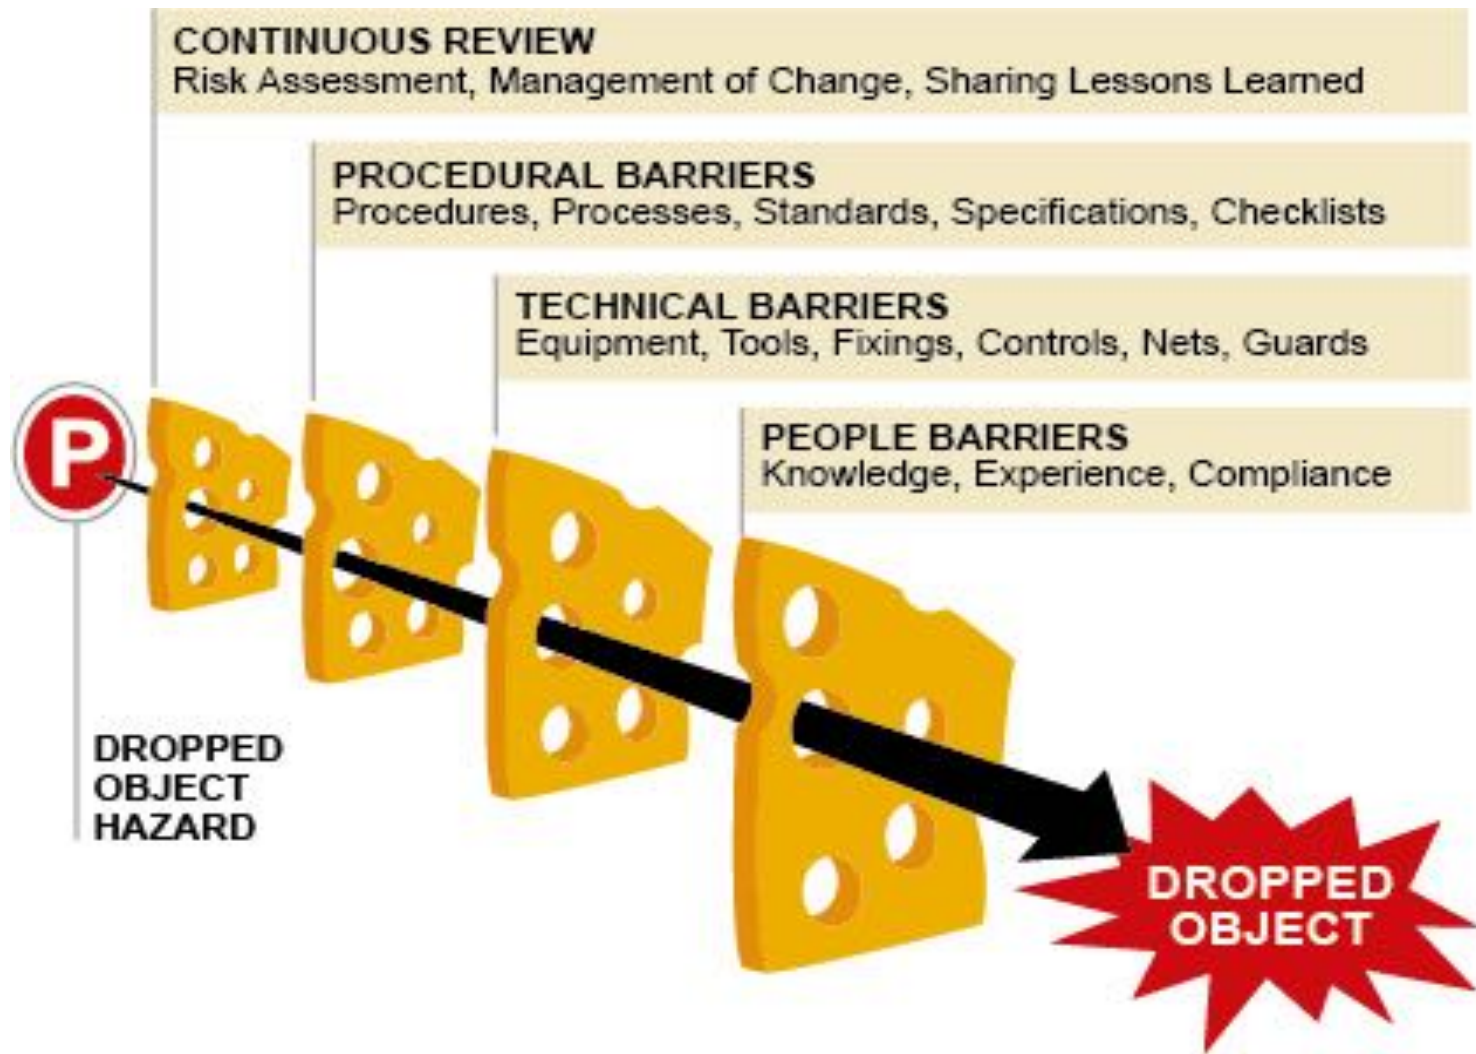 CONTINUOUS REVIEW
Risk Assessment, Management of Change, Sharing Lessons Learned
PROCEDURAL BARRIERS
Procedures, Processes, Standards, Specifications, Checklists
TECHNICAL BARRIERS
Equipment, Tools, Fixings, Controls, Nets, Guards
PEOPLE BARRIERS
Knowledge, Experience, Compliance
P
DROPPED
OBJECT
HAZARD
DROPPED
OBJECT